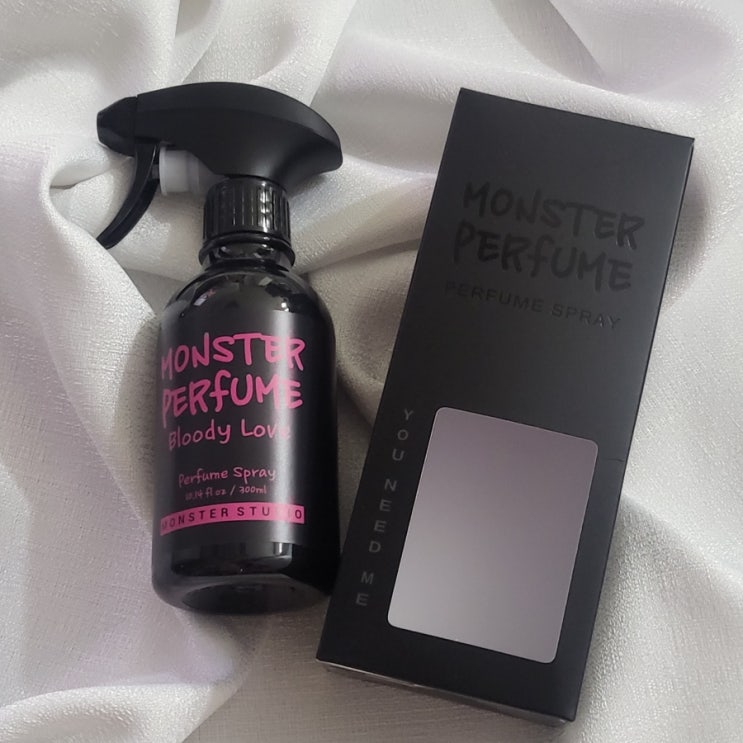 MONSTER
PERFUME
Bloody Love
Perfume Spray
10.14 fl oz / 300ml
MONSTER STUDIO
MONSTER
PERFUME
PERFUME SPRAY
YOU NEED ME